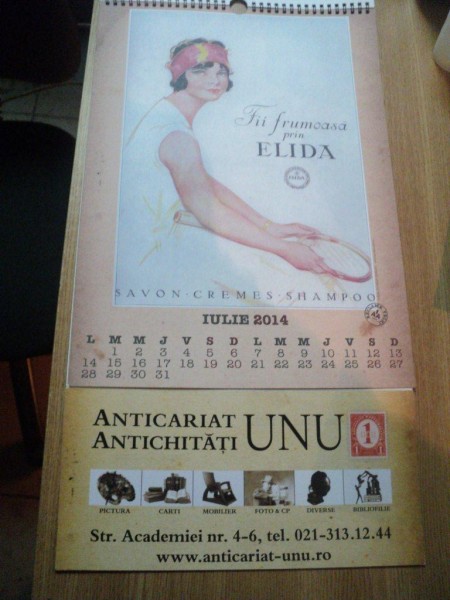 Fii frumoasă
prin
ELIDA
ELIDA
SAVON · CREMES · SHAMPOO
IULIE 2014
L M M J V S D L M M J V S D
1 2 3 4 5 6 7 8 9 10 11 12 13
14 15 16 17 18 19 20 21 22 23 24 25 26 27
28 29 30 31
ANTICARIAT
ANTICHITĂȚI
UNU
1
PICTURA CARTI MOBILIER FOTO & CP DIVERSE BIBLIOFILIE
Str. Academiei nr. 4-6, tel. 021-313.12.44
www.anticariat-unu.ro